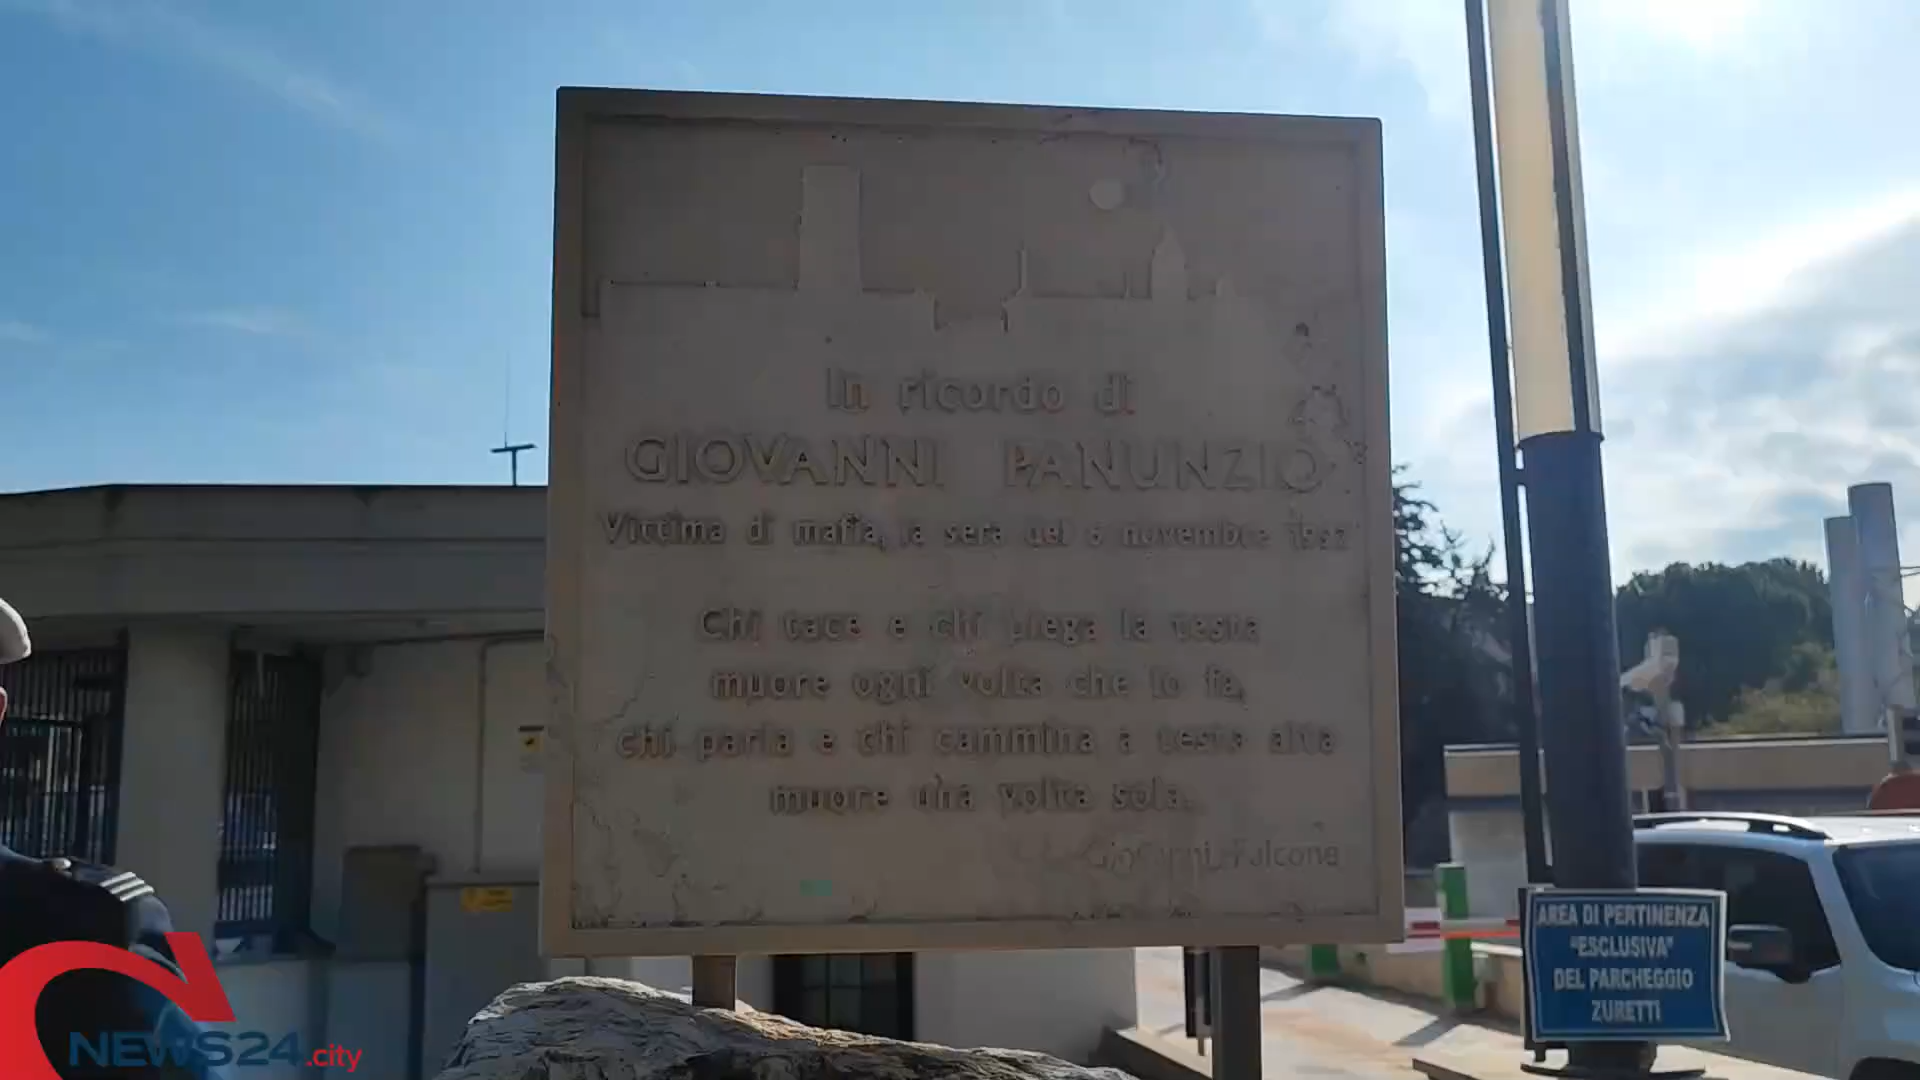 In ricordo di
GIOVANNI PANUNZIO
Vittima di mafia, la sera del 6 novembre 1992
Chi tace e chi piega la testa
muore ogni volta che lo fa,
chi parla e chi cammina a testa alta
muore una volta sola.
Giovanni Falcone
AREA DI PERTINENZA
"ESCLUSIVA"
DEL PARCHEGGIO
ZURETTI
NEWS24.city